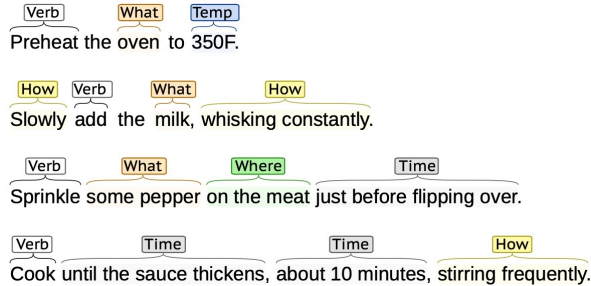 Verb What Temp
Preheat the oven to 350F.
How Verb What How
Slowly add the milk, whisking constantly.
Verb What Where Time
Sprinkle some pepper on the meat just before flipping over.
Verb Time Time How
Cook until the sauce thickens, about 10 minutes, stirring frequently.